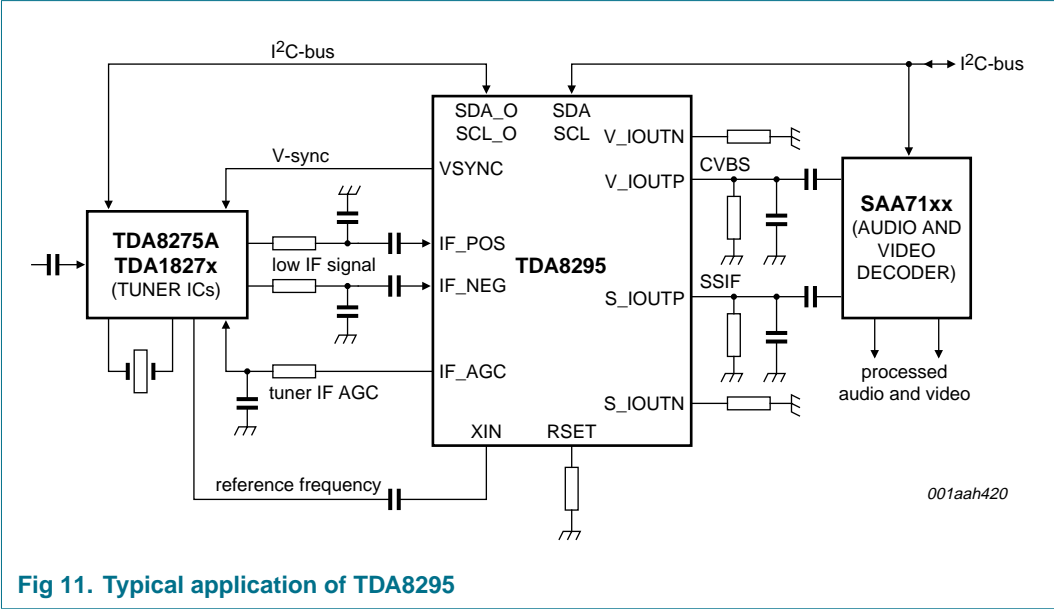 I²C-bus
I²C-bus
SDA_O
SCL_O
SDA
SCL
V_IOUTN
V-sync
VSYNC
CVBS
V_IOUTP
TDA8275A
TDA1827x
(TUNER ICs)
low IF signal
IF_POS
IF_NEG
TDA8295
SAA71xx
(AUDIO AND
VIDEO
DECODER)
SSIF
S_IOUTP
IF_AGC
tuner IF AGC
processed
audio and video
S_IOUTN
XIN
RSET
reference frequency
001aah420
Fig 11. Typical application of TDA8295